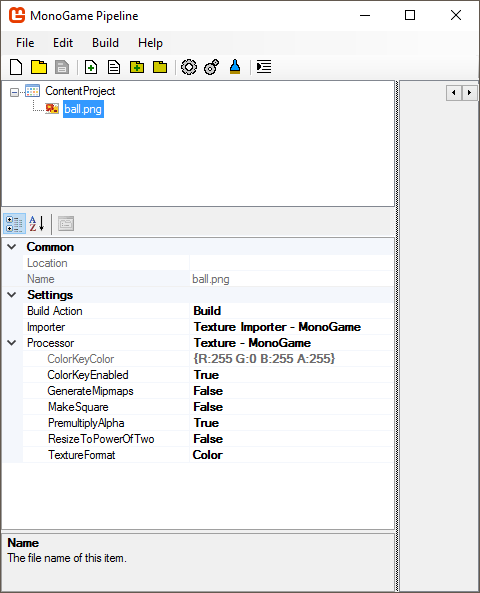 MonoGame Pipeline
File Edit Build Help
ContentProject
ball.png
A
Z
Common
Location
Name ball.png
Settings
Build Action Build
Importer Texture Importer - MonoGame
Processor Texture - MonoGame
ColorKeyColor {R:255 G:0 B:255 A:255}
ColorKeyEnabled True
GenerateMipmaps False
MakeSquare False
PremultiplyAlpha True
ResizeToPowerOfTwo False
TextureFormat Color
Name
The file name of this item.